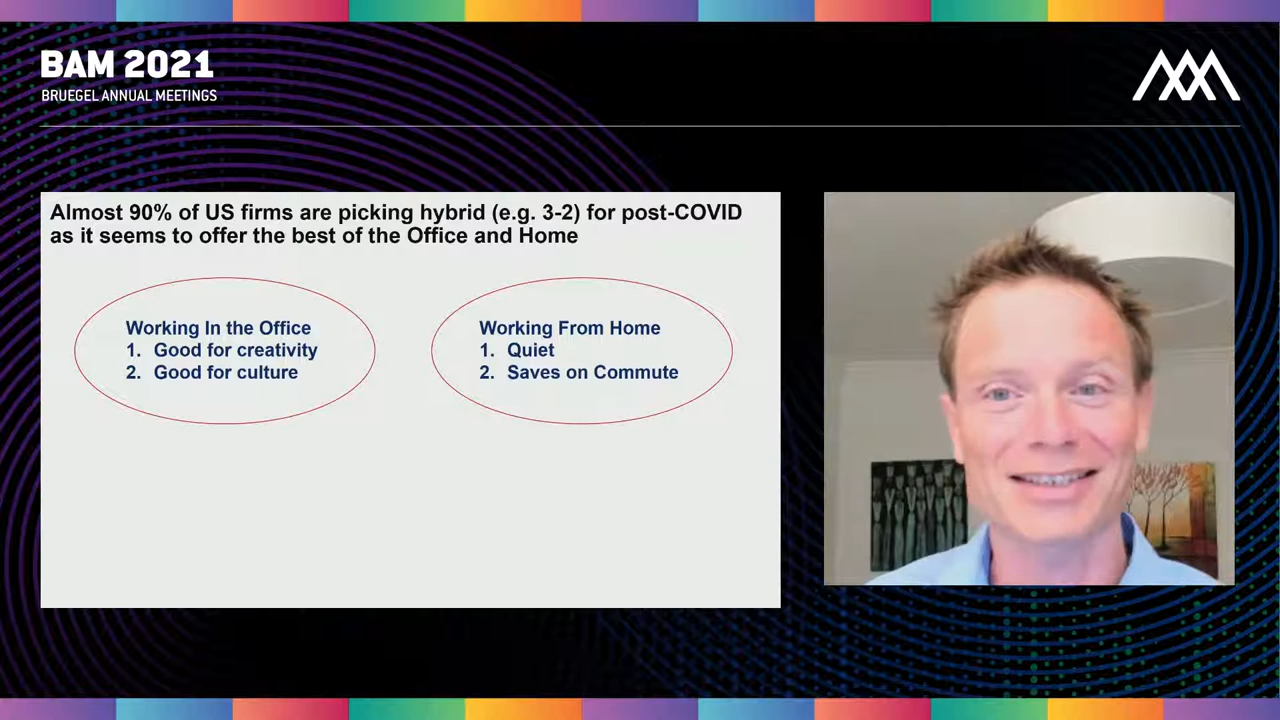 BAM 2021
BRUEGEL ANNUAL MEETINGS
Almost 90% of US firms are picking hybrid (e.g. 3-2) for post-COVID
as it seems to offer the best of the Office and Home
Working In the Office
1. Good for creativity
2. Good for culture
Working From Home
1. Quiet
2. Saves on Commute